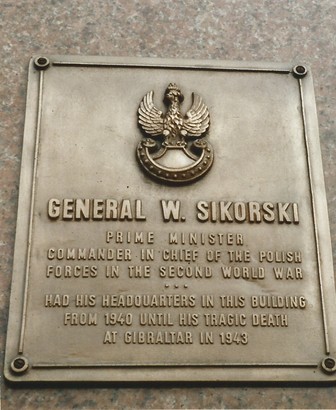 GENERAL W. SIKORSKI
PRIME MINISTER
COMMANDER-IN CHIEF OF THE POLISH
FORCES IN THE SECOND WORLD WAR
* * *
HAD HIS HEADQUARTERS IN THIS BUILDING
FROM 1940 UNTIL HIS TRAGIC DEATH
AT GIBRALTAR IN 1943